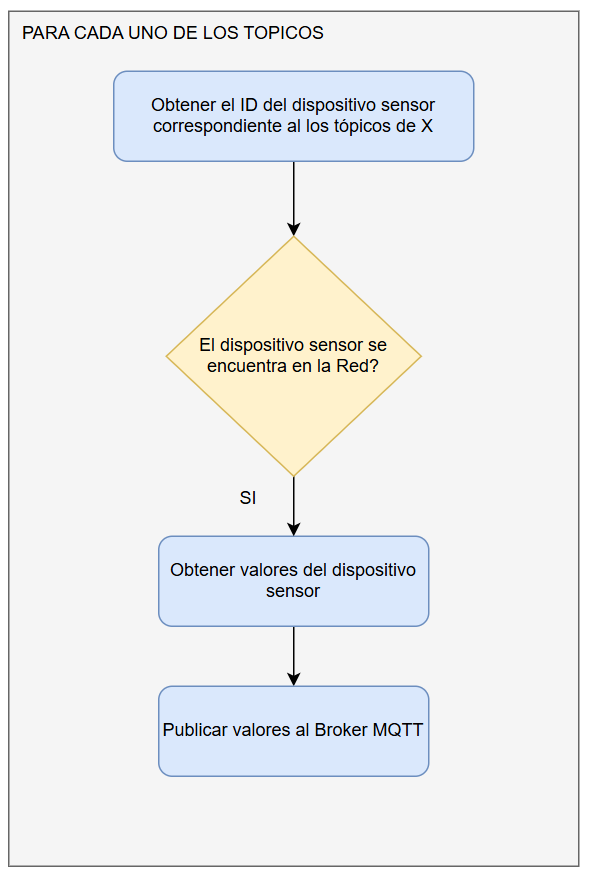 PARA CADA UNO DE LOS TOPICOS
Obtener el ID del dispositivo sensor
correspondiente al los tópicos de X
El dispositivo sensor se
encuentra en la Red?
SI
Obtener valores del dispositivo
sensor
Publicar valores al Broker MQTT